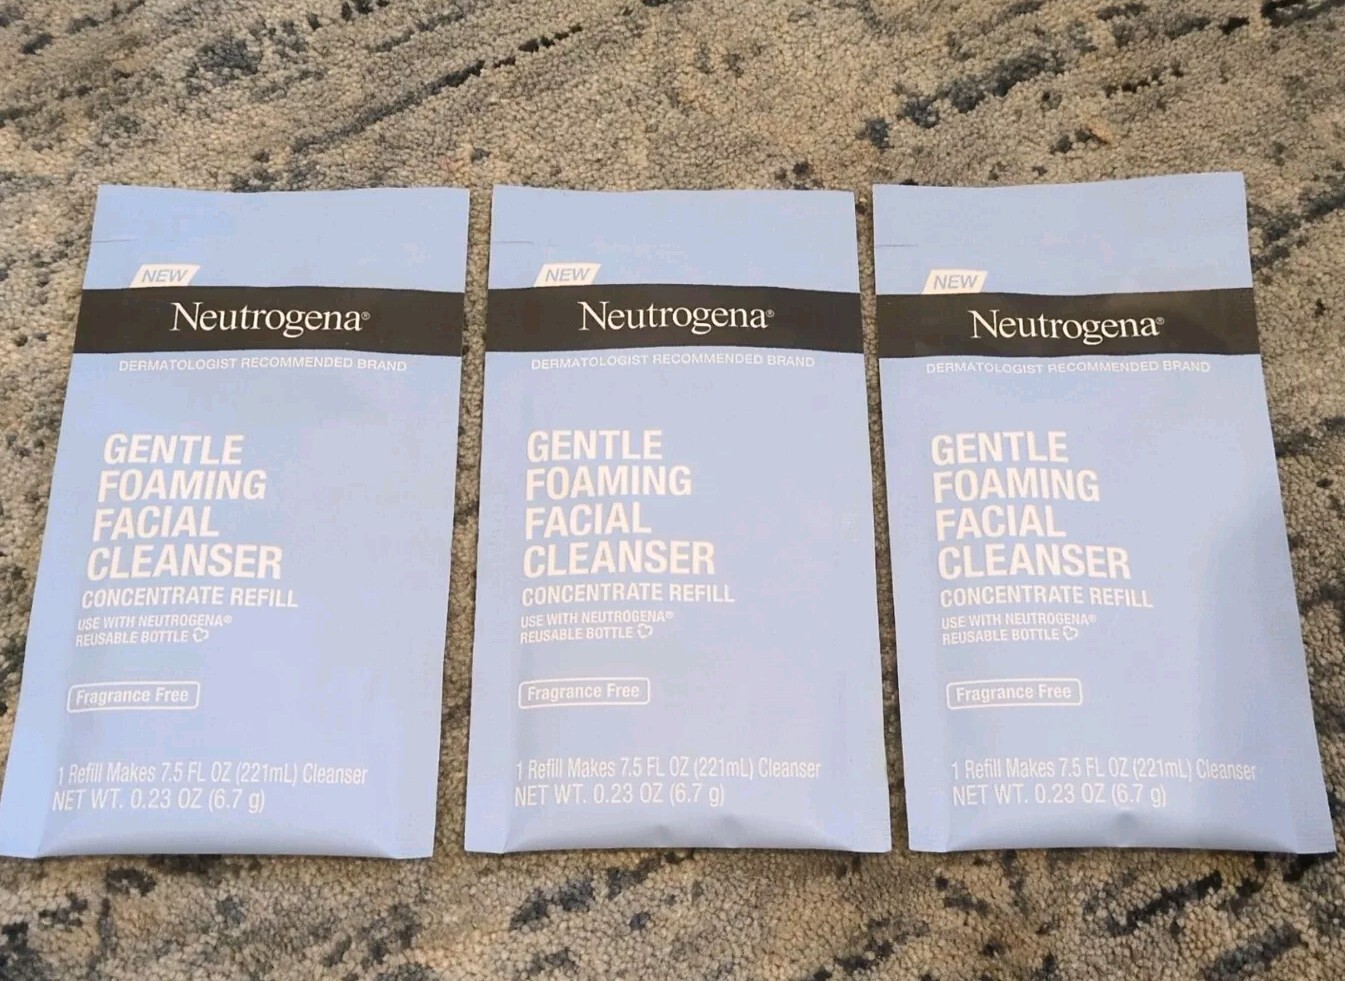 NEW
Neutrogena®
DERMATOLOGIST RECOMMENDED BRAND
GENTLE
FOAMING
FACIAL
CLEANSER
CONCENTRATE REFILL
USE WITH NEUTROGENA®
REUSABLE BOTTLE
Fragrance Free
1 Refill Makes 7.5 FL OZ (221mL) Cleanser
NET WT. 0.23 OZ (6.7 g)
NEW
Neutrogena®
DERMATOLOGIST RECOMMENDED BRAND
GENTLE
FOAMING
FACIAL
CLEANSER
CONCENTRATE REFILL
USE WITH NEUTROGENA®
REUSABLE BOTTLE
Fragrance Free
1 Refill Makes 7.5 FL OZ (221mL) Cleanser
NET WT. 0.23 OZ (6.7 g)
NEW
Neutrogena®
DERMATOLOGIST RECOMMENDED BRAND
GENTLE
FOAMING
FACIAL
CLEANSER
CONCENTRATE REFILL
USE WITH NEUTROGENA®
REUSABLE BOTTLE
Fragrance Free
1 Refill Makes 7.5 FL OZ (221mL) Cleanser
NET WT. 0.23 OZ (6.7 g)